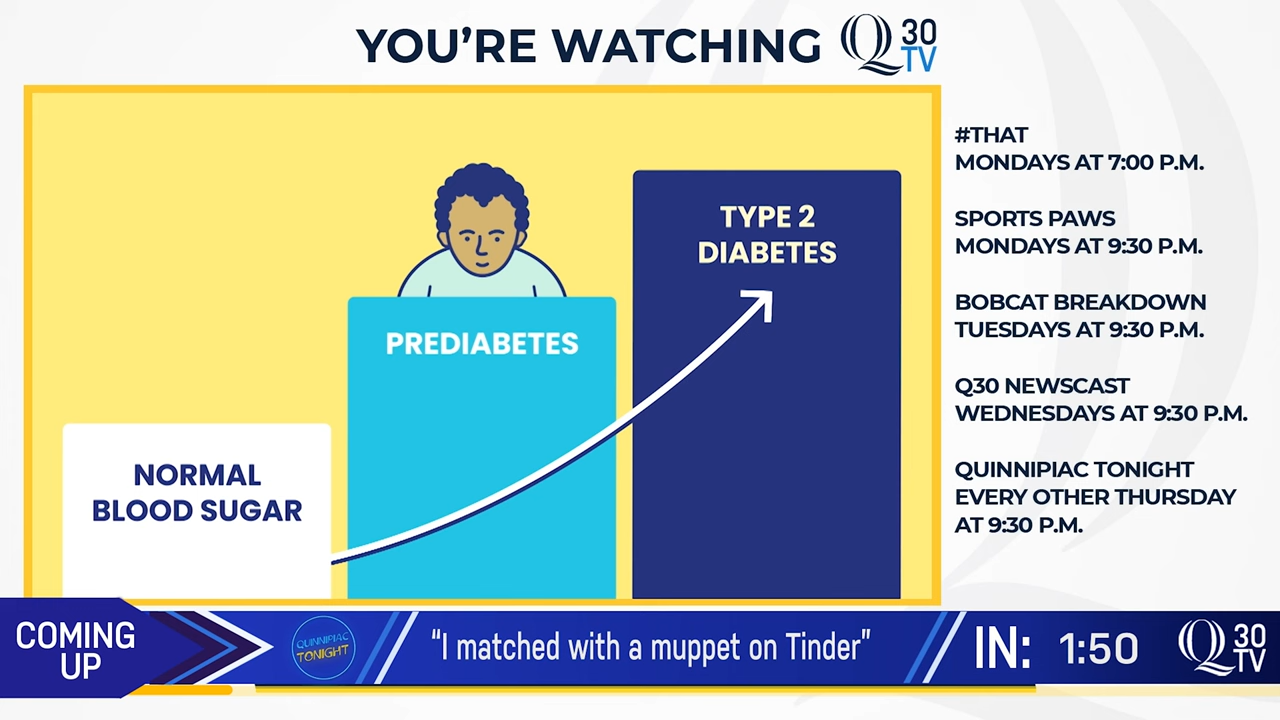 YOU'RE WATCHING Q 30 TV
NORMAL
BLOOD SUGAR
PREDIABETES
TYPE 2
DIABETES
#THAT
MONDAYS AT 7:00 P.M.
SPORTS PAWS
MONDAYS AT 9:30 P.M.
BOBCAT BREAKDOWN
TUESDAYS AT 9:30 P.M.
Q30 NEWSCAST
WEDNESDAYS AT 9:30 P.M.
QUINNIPIAC TONIGHT
EVERY OTHER THURSDAY
AT 9:30 P.M.
COMING
UP
QUINNIPIAC
TONIGHT
“I matched with a muppet on Tinder”
IN: 1:50
Q 30 TV